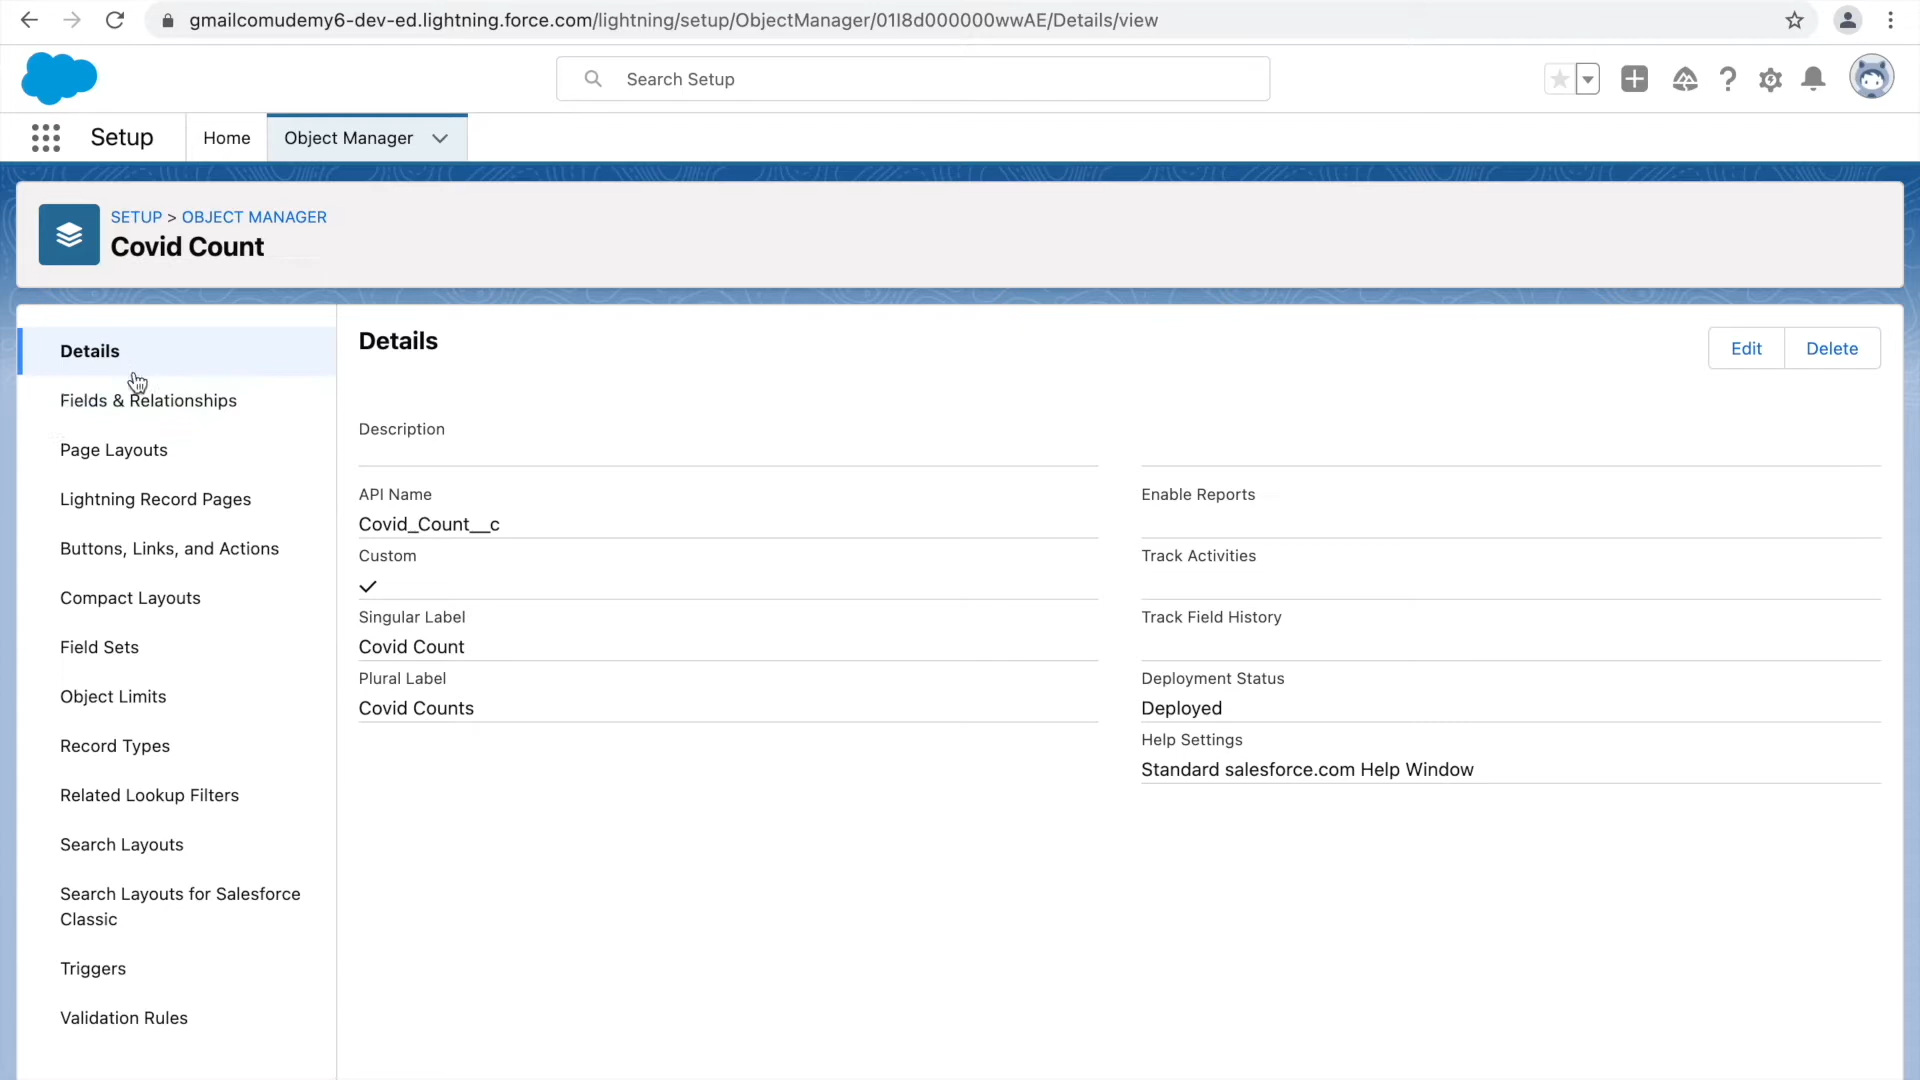 gmailcomudemy6-dev-ed.lightning.force.com/lightning/setup/ObjectManager/01I8d000000wwAE/Details/view
Search Setup
Setup
Home
Object Manager
SETUP > OBJECT MANAGER
Covid Count
Details
Fields & Relationships
Page Layouts
Lightning Record Pages
Buttons, Links, and Actions
Compact Layouts
Field Sets
Object Limits
Record Types
Related Lookup Filters
Search Layouts
Search Layouts for Salesforce
Classic
Triggers
Validation Rules
Details
Edit
Delete
Description
API Name
Covid_Count__c
Custom
Singular Label
Covid Count
Plural Label
Covid Counts
Enable Reports
Track Activities
Track Field History
Deployment Status
Deployed
Help Settings
Standard salesforce.com Help Window